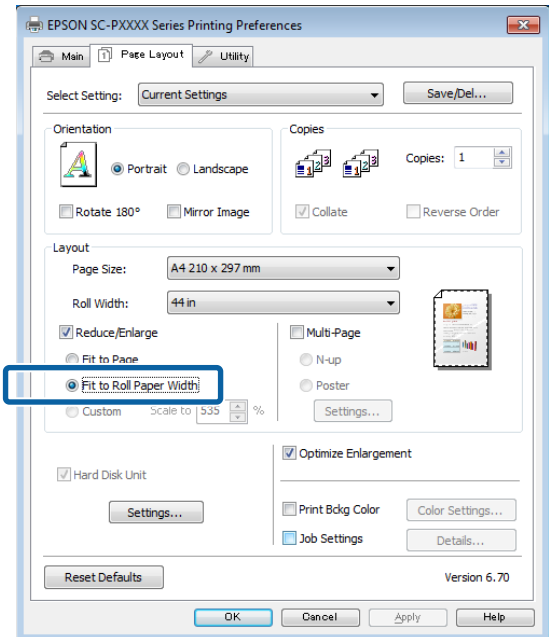 EPSON SC-PXXXX Series Printing Preferences
Main Page Layout Utility
Select Setting: Current Settings Save/Del...
Orientation
Portrait Landscape
Rotate 180° Mirror Image
Copies
Copies: 1
Collate Reverse Order
Layout
Page Size: A4 210 x 297 mm
Roll Width: 44 in
Reduce/Enlarge
Fit to Page
Fit to Roll Paper Width
Custom Scale to 535 %
Multi-Page
N-up
Poster
Settings...
Hard Disk Unit
Settings...
Optimize Enlargement
Print Bckg Color Color Settings...
Job Settings Details...
Reset Defaults Version 6.70
OK Cancel Apply Help